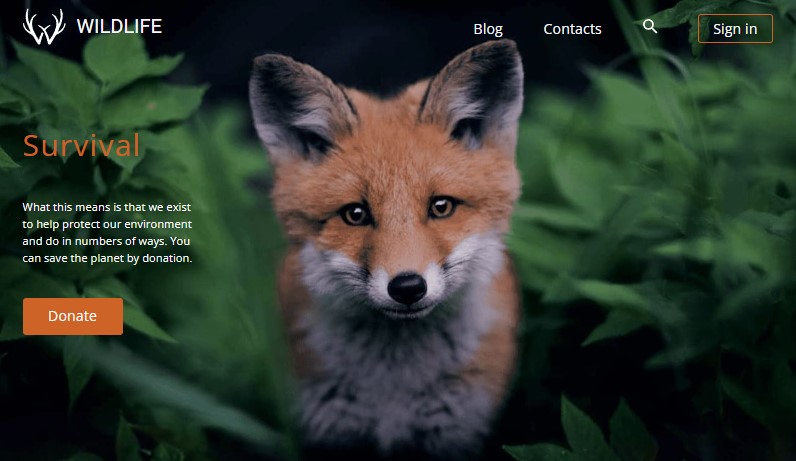 WILDLIFE
Blog
Contacts
Sign in
Survival
What this means is that we exist
to help protect our environment
and do in numbers of ways. You
can save the planet by donation.
Donate